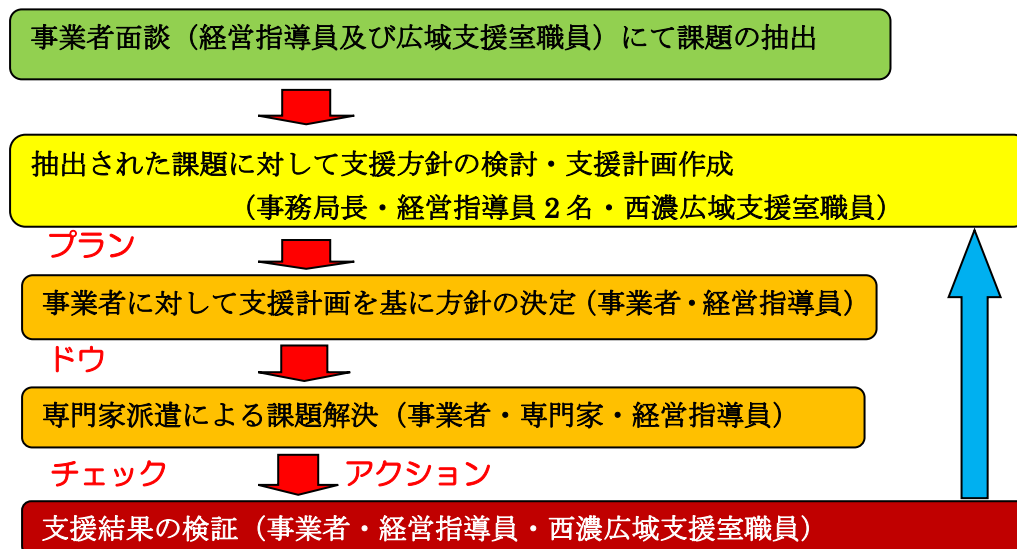 事業者面談（経営指導員及び広域支援室職員）にて課題の抽出
抽出された課題に対して支援方針の検討・支援計画作成
（事務局長・経営指導員２名・西濃広域支援室職員）
プラン
事業者に対して支援計画を基に方針の決定（事業者・経営指導員）
ドウ
専門家派遣による課題解決（事業者・専門家・経営指導員）
チェック アクション
支援結果の検証（事業者・経営指導員・西濃広域支援室職員）